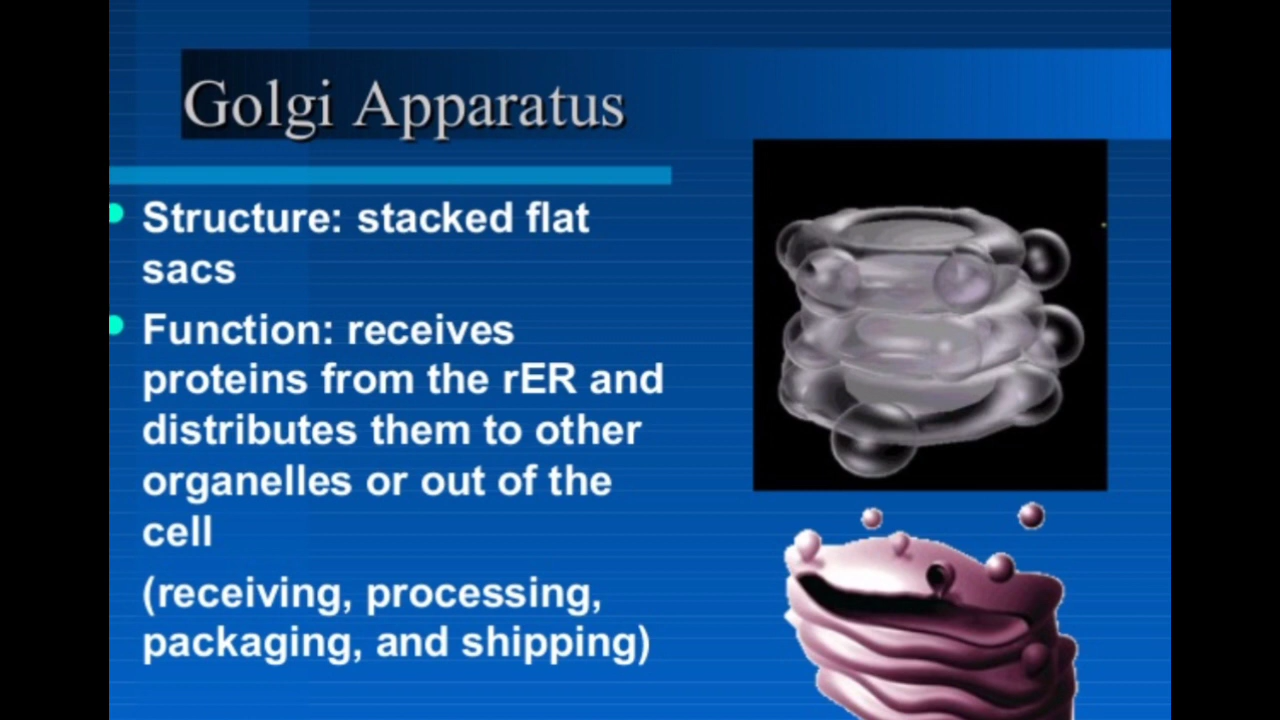 Golgi Apparatus
Structure: stacked flat
sacs
Function: receives
proteins from the rER and
distributes them to other
organelles or out of the
cell
(receiving, processing,
packaging, and shipping)